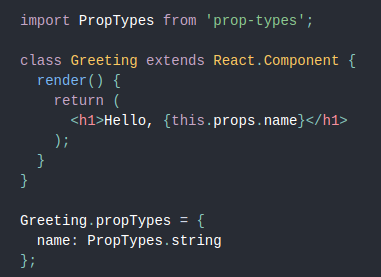 import PropTypes from 'prop-types';

class Greeting extends React.Component {
  render() {
    return (
      <h1>Hello, {this.props.name}</h1>
    );
  }
}

Greeting.propTypes = {
  name: PropTypes.string
};